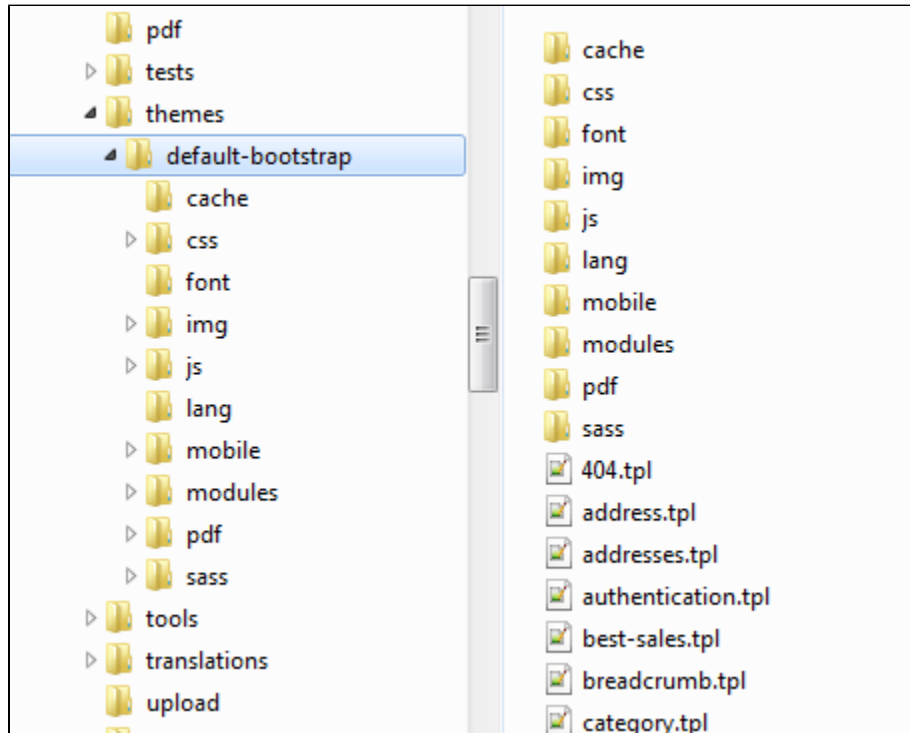 pdf
tests
themes
default-bootstrap
cache
css
font
img
js
lang
mobile
modules
pdf
sass
tools
translations
upload
cache
css
font
img
js
lang
mobile
modules
pdf
sass
404.tpl
address.tpl
addresses.tpl
authentication.tpl
best-sales.tpl
breadcrumb.tpl
category.tpl